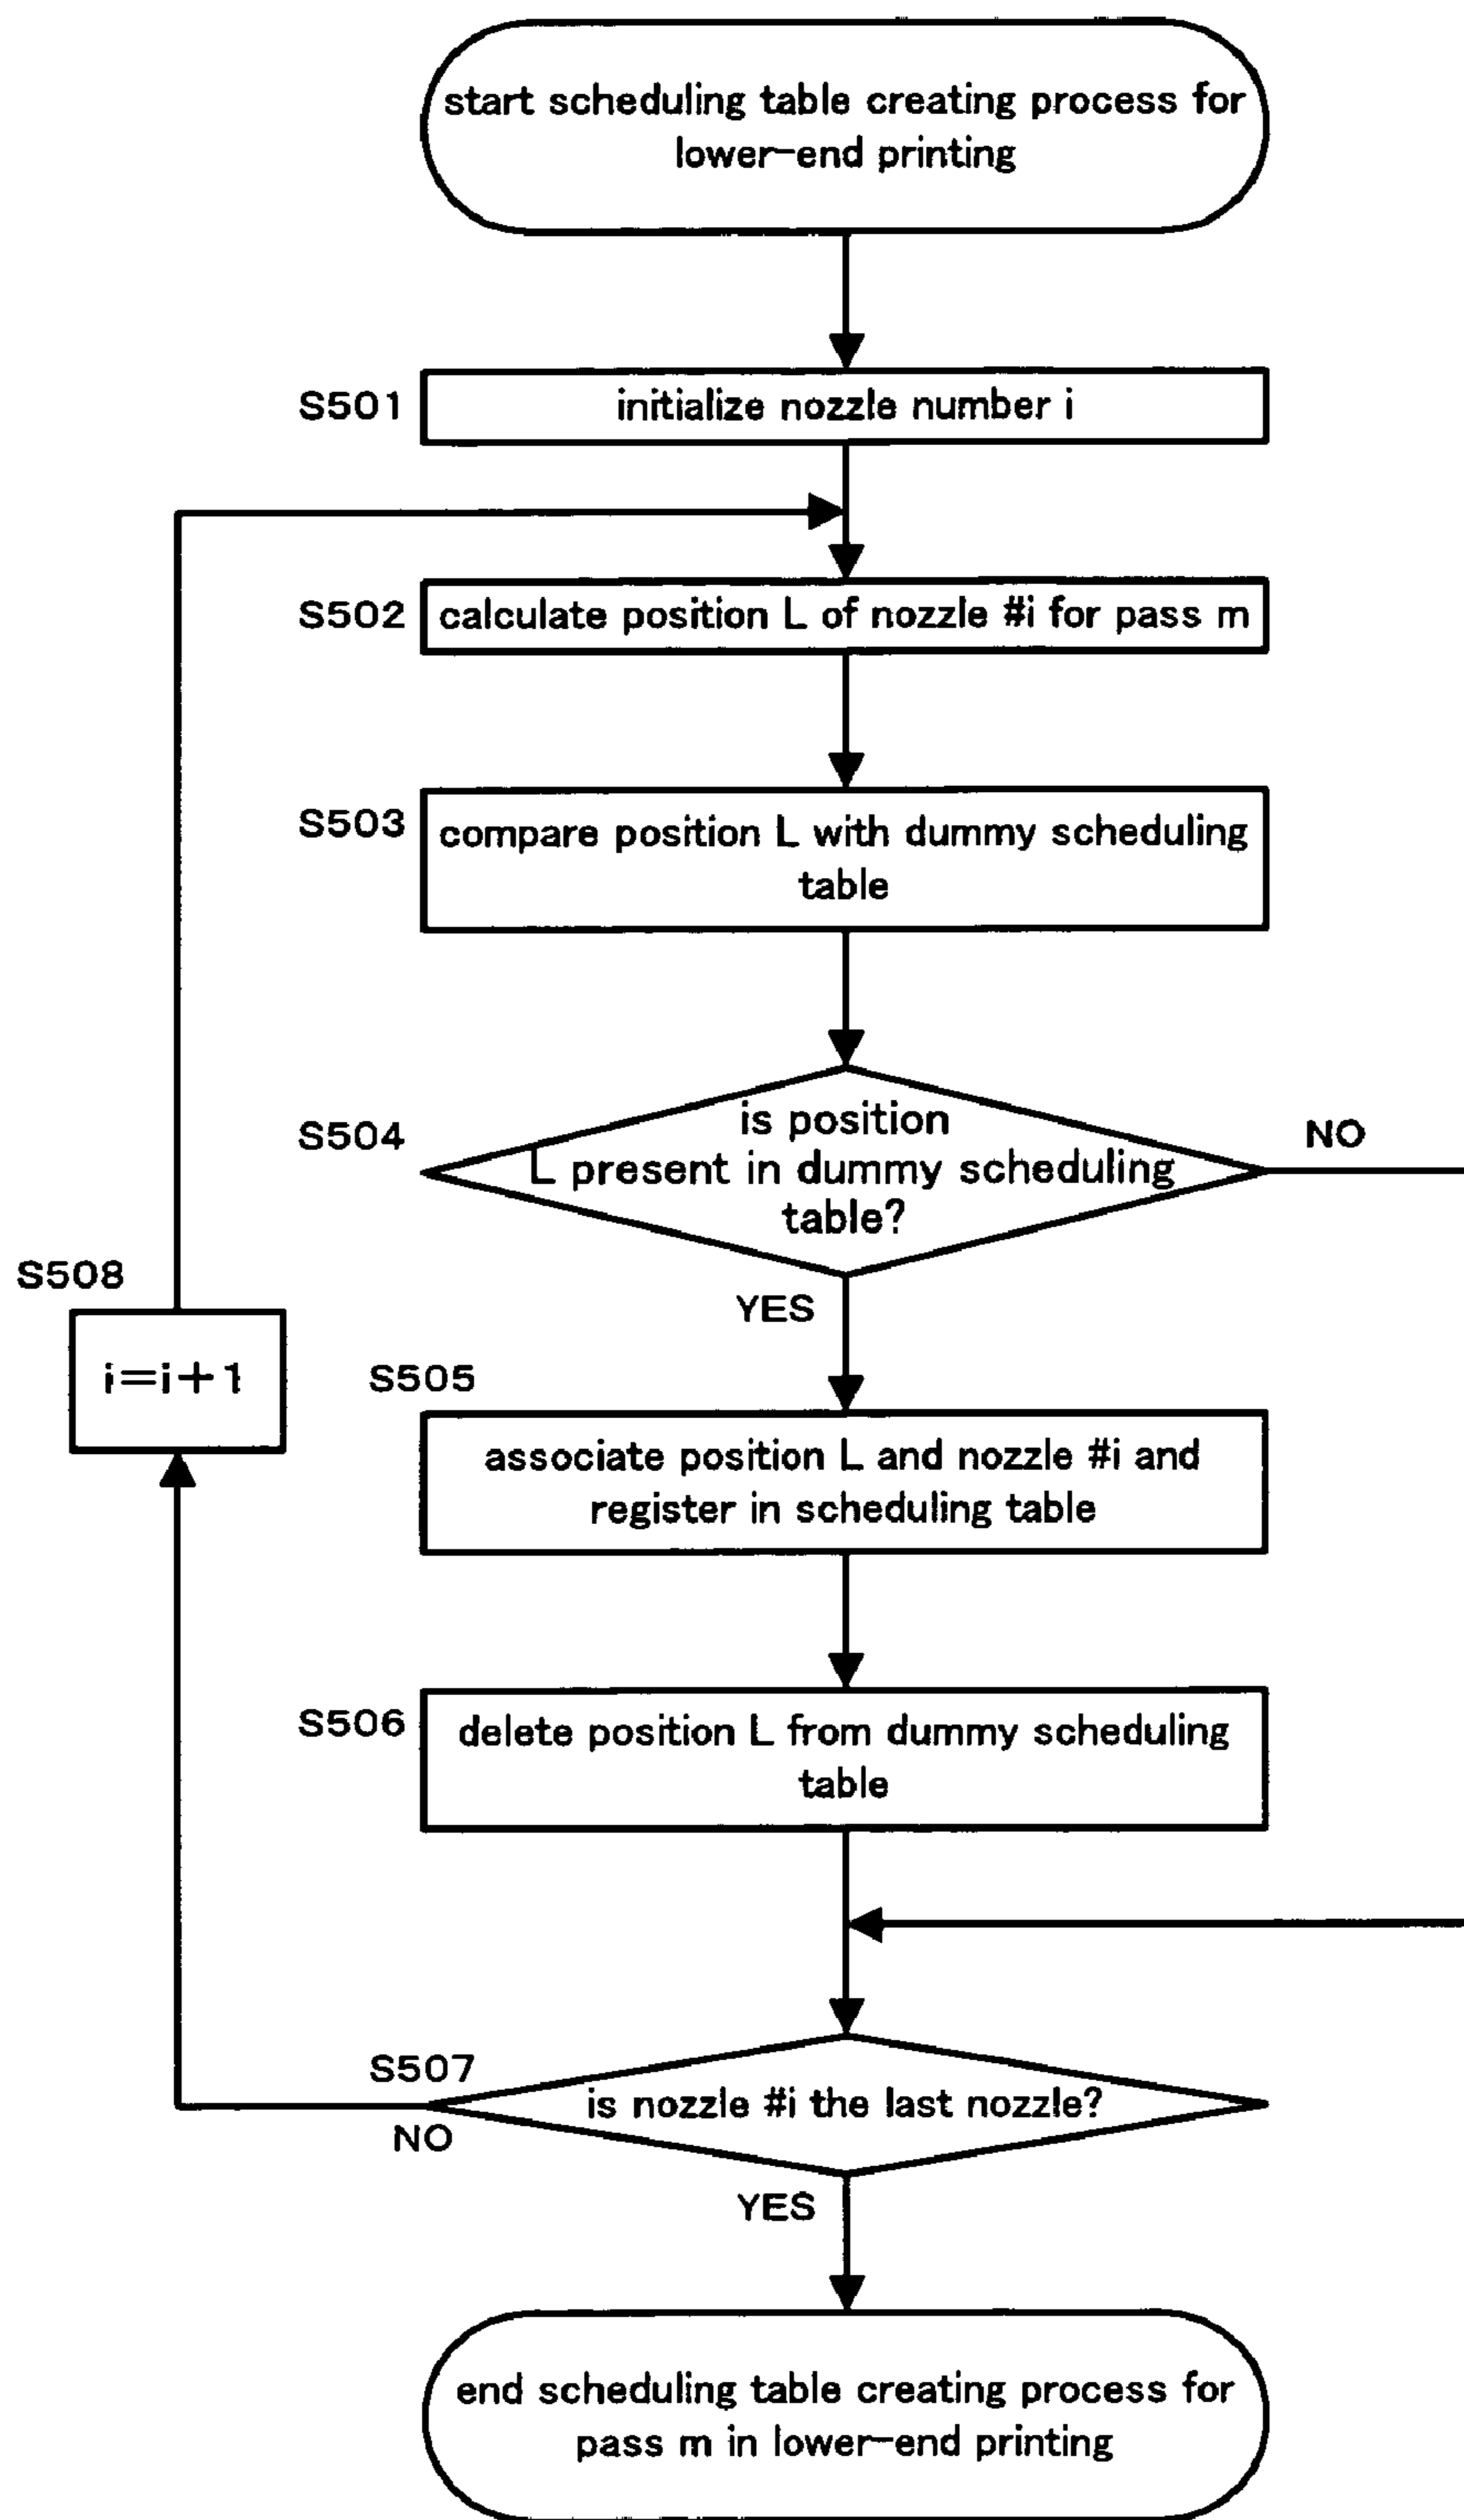 start scheduling table creating process for
lower-end printing
S501
initialize nozzle number i
S502
calculate position L of nozzle #i for pass m
S503
compare position L with dummy scheduling
table
S504
is position
L present in dummy scheduling
table?
NO
YES
S508
i=i+1
S505
associate position L and nozzle #i and
register in scheduling table
S506
delete position L from dummy scheduling
table
S507
is nozzle #i the last nozzle?
NO
YES
end scheduling table creating process for
pass m in lower-end printing